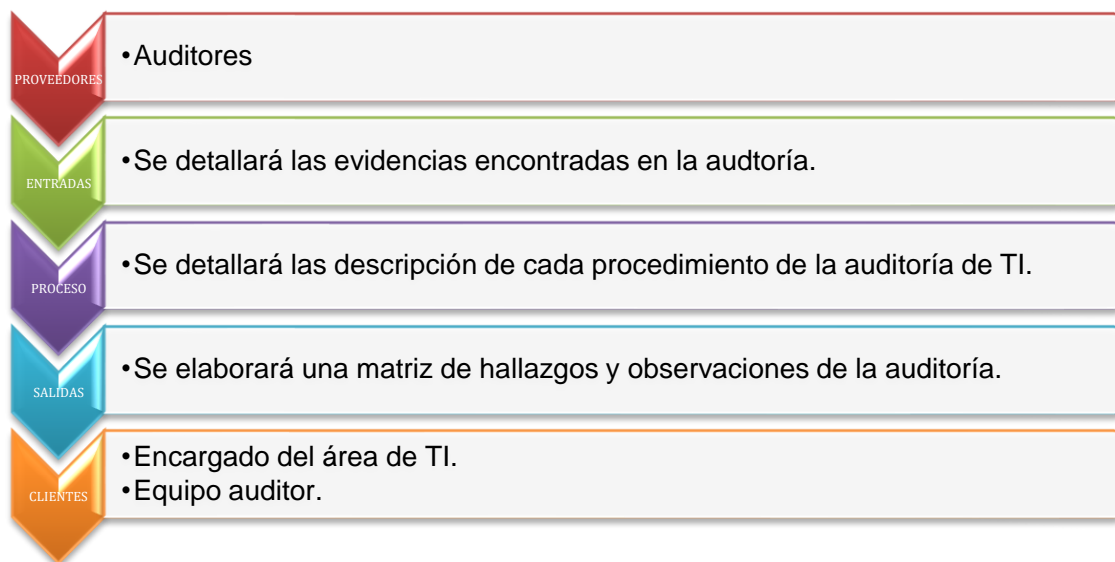 PROVEEDORES
•Auditores
ENTRADAS
•Se detallará las evidencias encontradas en la audtoría.
PROCESO
•Se detallará las descripción de cada procedimiento de la auditoría de TI.
SALIDAS
•Se elaborará una matriz de hallazgos y observaciones de la auditoría.
CLIENTES
•Encargado del área de TI.
•Equipo auditor.